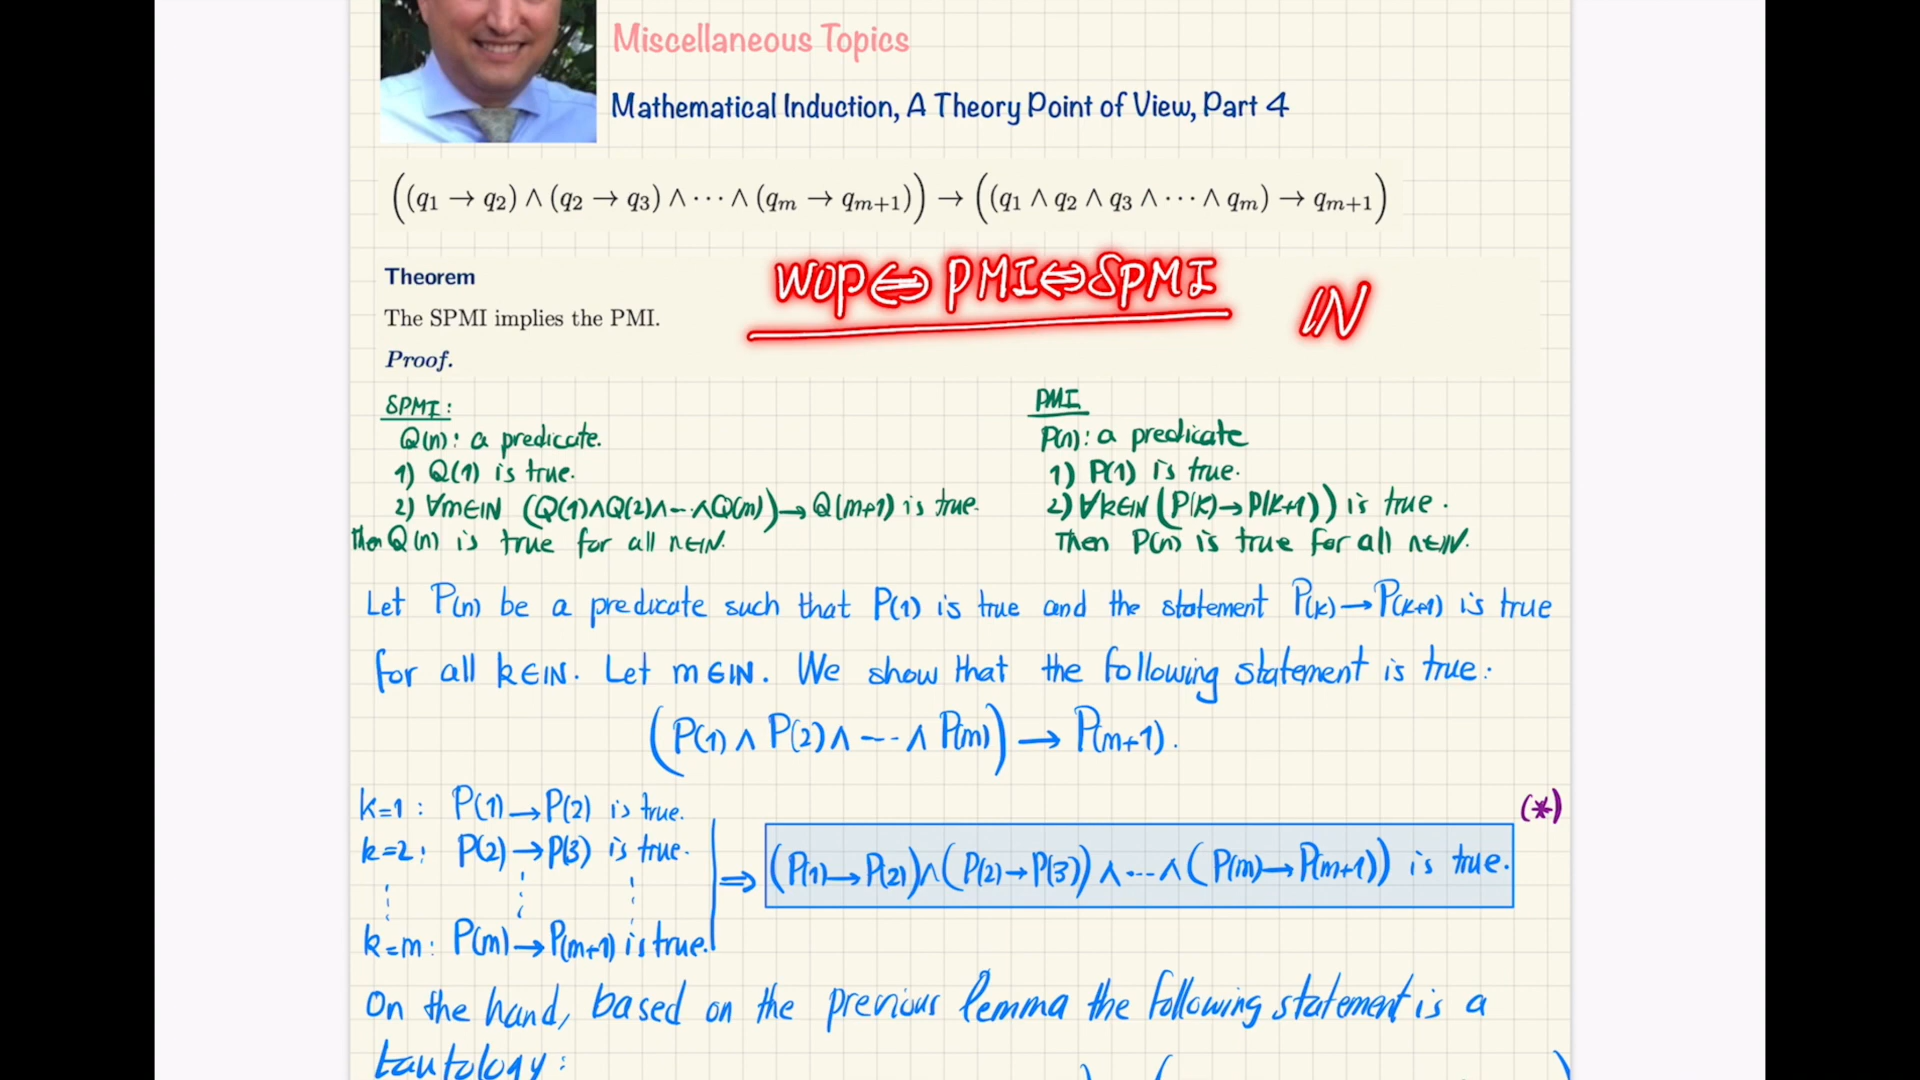 Miscellaneous Topics
Mathematical Induction, A Theory Point of View, Part 4
((q₁ → q₂) ∧ (q₂ → q₃) ∧ ⋯ ∧ (qₘ → qₘ₊₁)) → ((q₁ ∧ q₂ ∧ q₃ ∧ ⋯ ∧ qₘ) → qₘ₊₁)
WOP ⇔ PMI ⇔ SPMI
ℕ
Theorem
The SPMI implies the PMI.
Proof.
SPMI:
Q(n): a predicate.
1) Q(1) is true.
2) ∀m∈ℕ (Q(1)∧Q(2)∧--∧Q(m))→Q(m+1) is true.
then Q(n) is true for all n∈ℕ.
PMI
P(n): a predicate
1) P(1) is true.
2) ∀k∈ℕ (P(k)→P(k+1)) is true.
Then P(n) is true for all n∈ℕ.
Let P(n) be a predicate such that P(1) is true and the statement P(k)→P(k+1) is true
for all k∈ℕ. Let m∈ℕ. We show that the following statement is true:
(P(1) ∧ P(2) ∧ --- ∧ P(m)) → P(m+1).
k=1: P(1)→P(2) is true.
k=2: P(2)→P(3) is true.
k=m: P(m)→P(m+1) is true.
⇒ (P(1)→P(2))∧(P(2)→P(3)) ∧---∧(P(m)→P(m+1)) is true.
(*)
On the hand, based on the previous lemma the following statement is a
tautology: